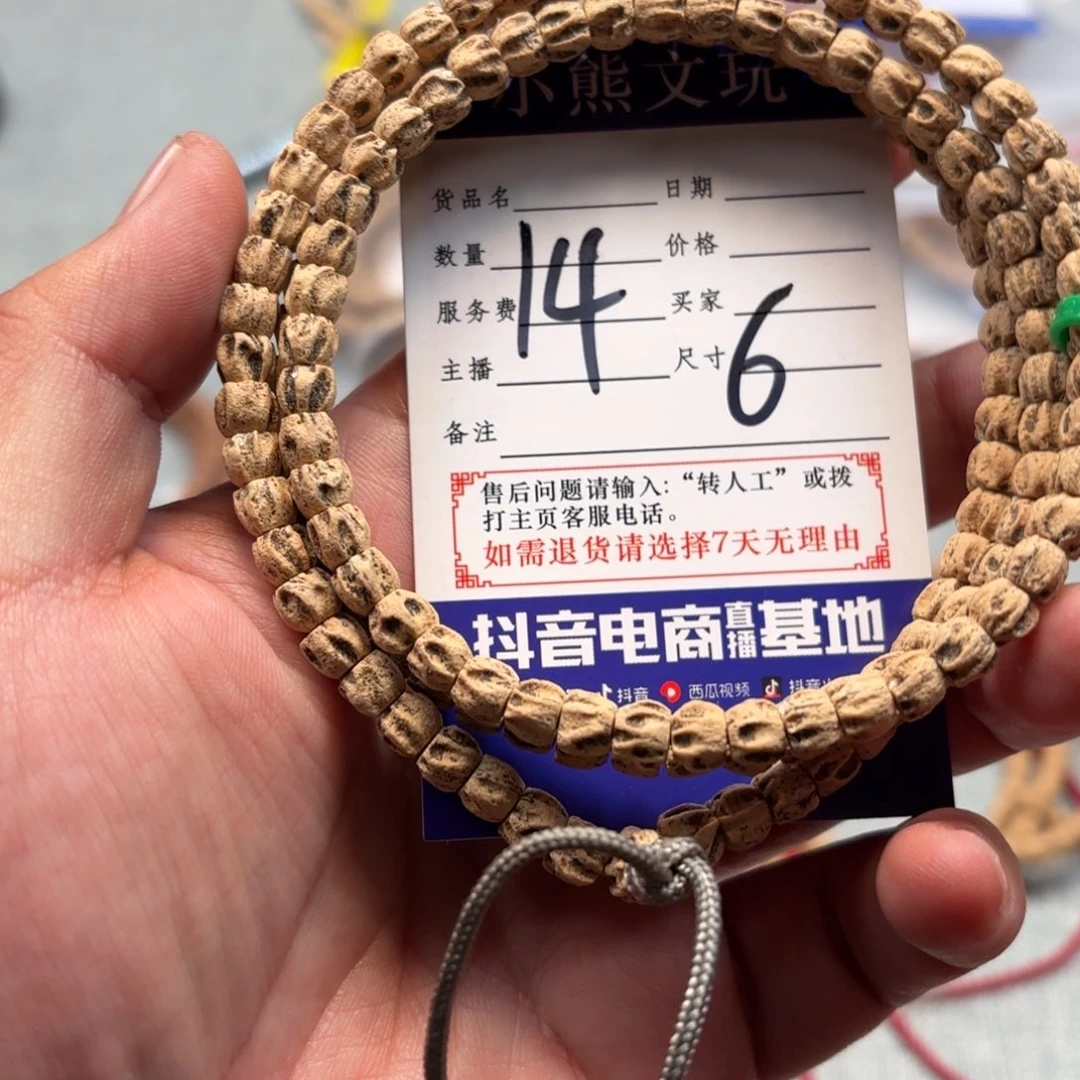 小熊文玩
货品名 日期
数量 价格
服务费 买家
14
主播 尺寸 6
备注
售后问题请输入：“转人工”或拨
打主页客服电话。
如需退货请选择7天无理由
抖音电商直播基地
抖音 西瓜视频 抖音